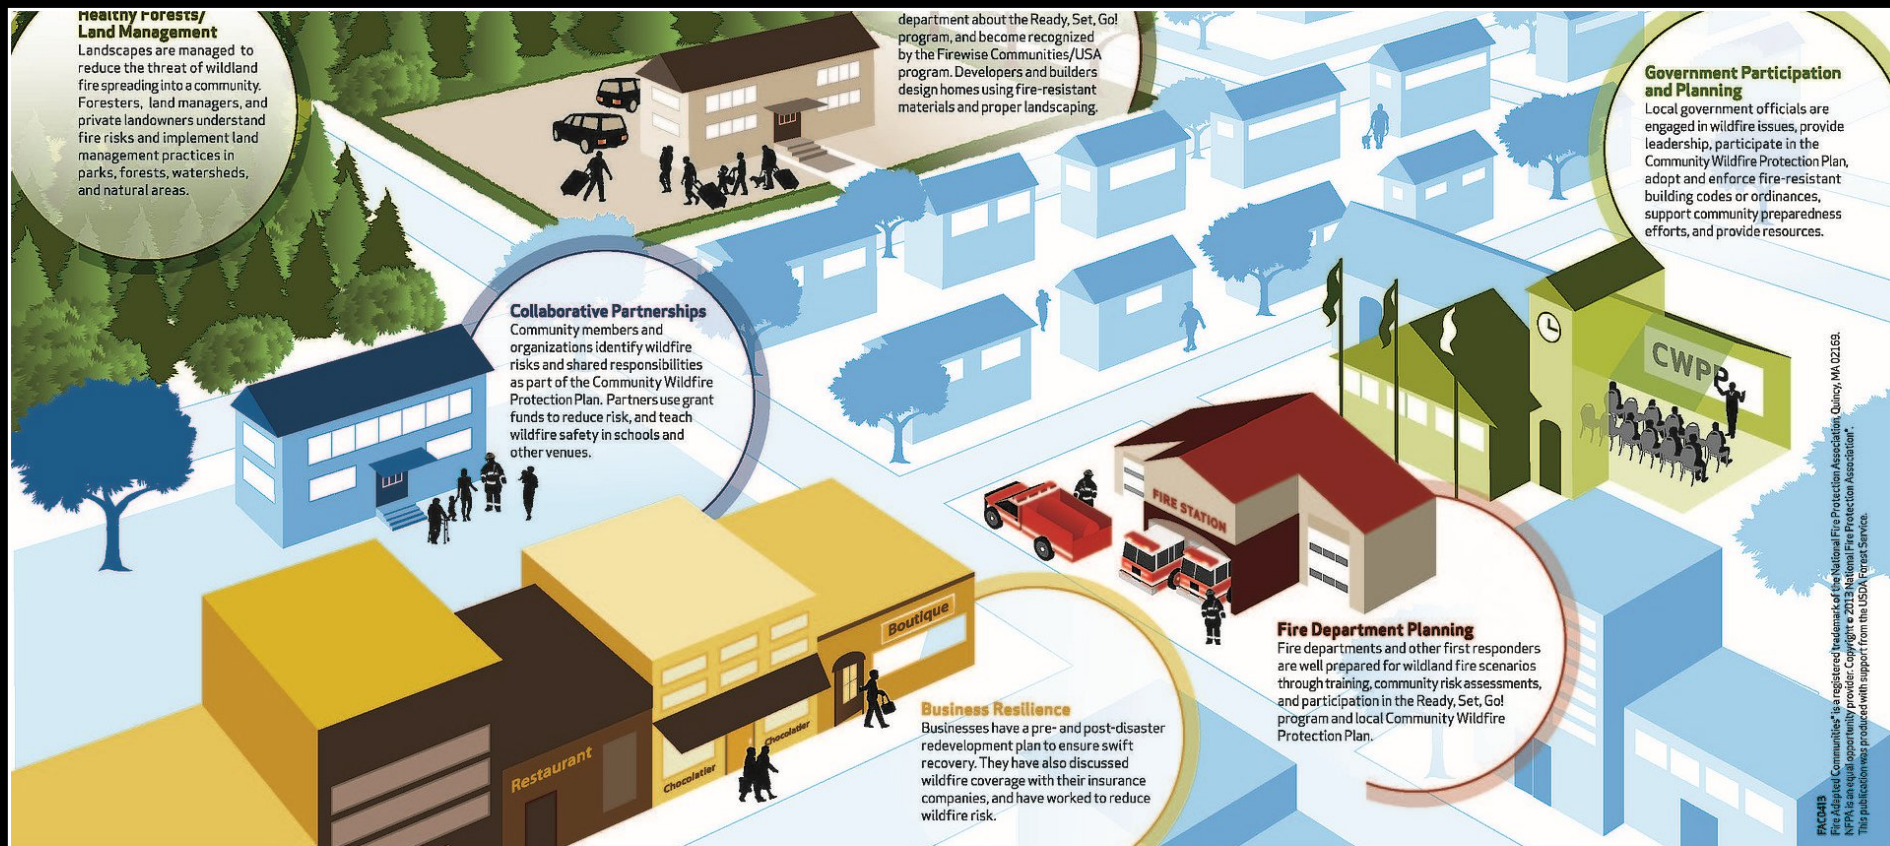 Healthy Forests/
Land Management
Landscapes are managed to
reduce the threat of wildland
fire spreading into a community.
Foresters, land managers, and
private landowners understand
fire risks and implement land
management practices in
parks, forests, watersheds,
and natural areas.
department about the Ready, Set, Go!
program, and become recognized
by the Firewise Communities/USA
program. Developers and builders
design homes using fire-resistant
materials and proper landscaping.
Government Participation
and Planning
Local government officials are
engaged in wildfire issues, provide
leadership, participate in the
Community Wildfire Protection Plan,
adopt and enforce fire-resistant
building codes or ordinances,
support community preparedness
efforts, and provide resources.
Collaborative Partnerships
Community members and
organizations identify wildfire
risks and shared responsibilities
as part of the Community Wildfire
Protection Plan. Partners use grant
funds to reduce risk, and teach
wildfire safety in schools and
other venues.
CWPP
FIRE STATION
Fire Department Planning
Fire departments and other first responders
are well prepared for wildland fire scenarios
through training, community risk assessments,
and participation in the Ready, Set, Go!
program and local Community Wildfire
Protection Plan.
Boutique
Chocolatier
Chocolatier
Restaurant
Business Resilience
Businesses have a pre- and post-disaster
redevelopment plan to ensure swift
recovery. They have also discussed
wildfire coverage with their insurance
companies, and have worked to reduce
wildfire risk.
FAC0413
Fire Adapted Communities® is a registered trademark of the National Fire Protection Association, Quincy, MA 02169.
NFPA is an equal opportunity provider. Copyright © 2013 National Fire Protection Association®.
This publication was produced with support from the USDA Forest Service.